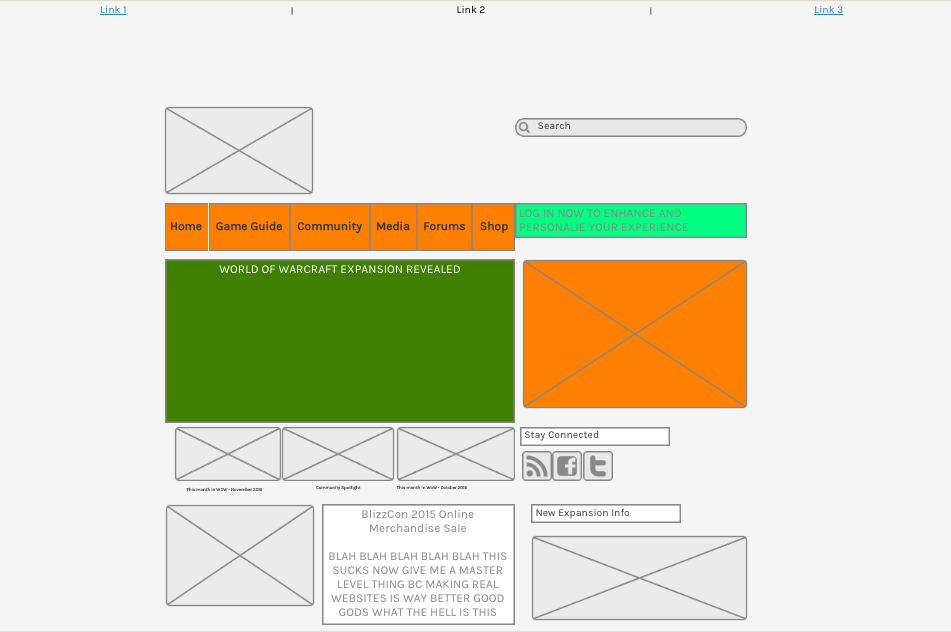 Link 1 | Link 2 | Link 3
Search
Home Game Guide Community Media Forums Shop
LOG IN NOW TO ENHANCE AND
PERSONALIE YOUR EXPERIENCE
WORLD OF WARCRAFT EXPANSION REVEALED
Stay Connected
This month in WOW - November 2015 Community Spotlight This month in WoW - October 2015
BlizzCon 2015 Online
Merchandise Sale
BLAH BLAH BLAH BLAH BLAH THIS
SUCKS NOW GIVE ME A MASTER
LEVEL THING BC MAKING REAL
WEBSITES IS WAY BETTER GOOD
GODS WHAT THE HELL IS THIS
New Expansion Info